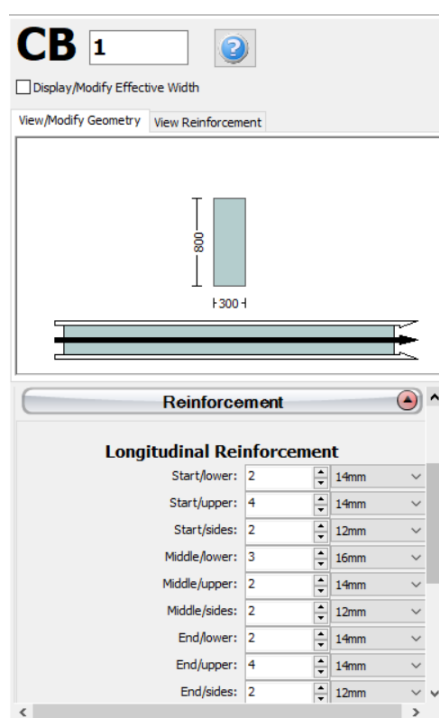 CB 1
Display/Modify Effective Width
View/Modify Geometry View Reinforcement
800
300
Reinforcement
Longitudinal Reinforcement
Start/lower: 2 14mm
Start/upper: 4 14mm
Start/sides: 2 12mm
Middle/lower: 3 16mm
Middle/upper: 2 14mm
Middle/sides: 2 12mm
End/lower: 2 14mm
End/upper: 4 14mm
End/sides: 2 12mm